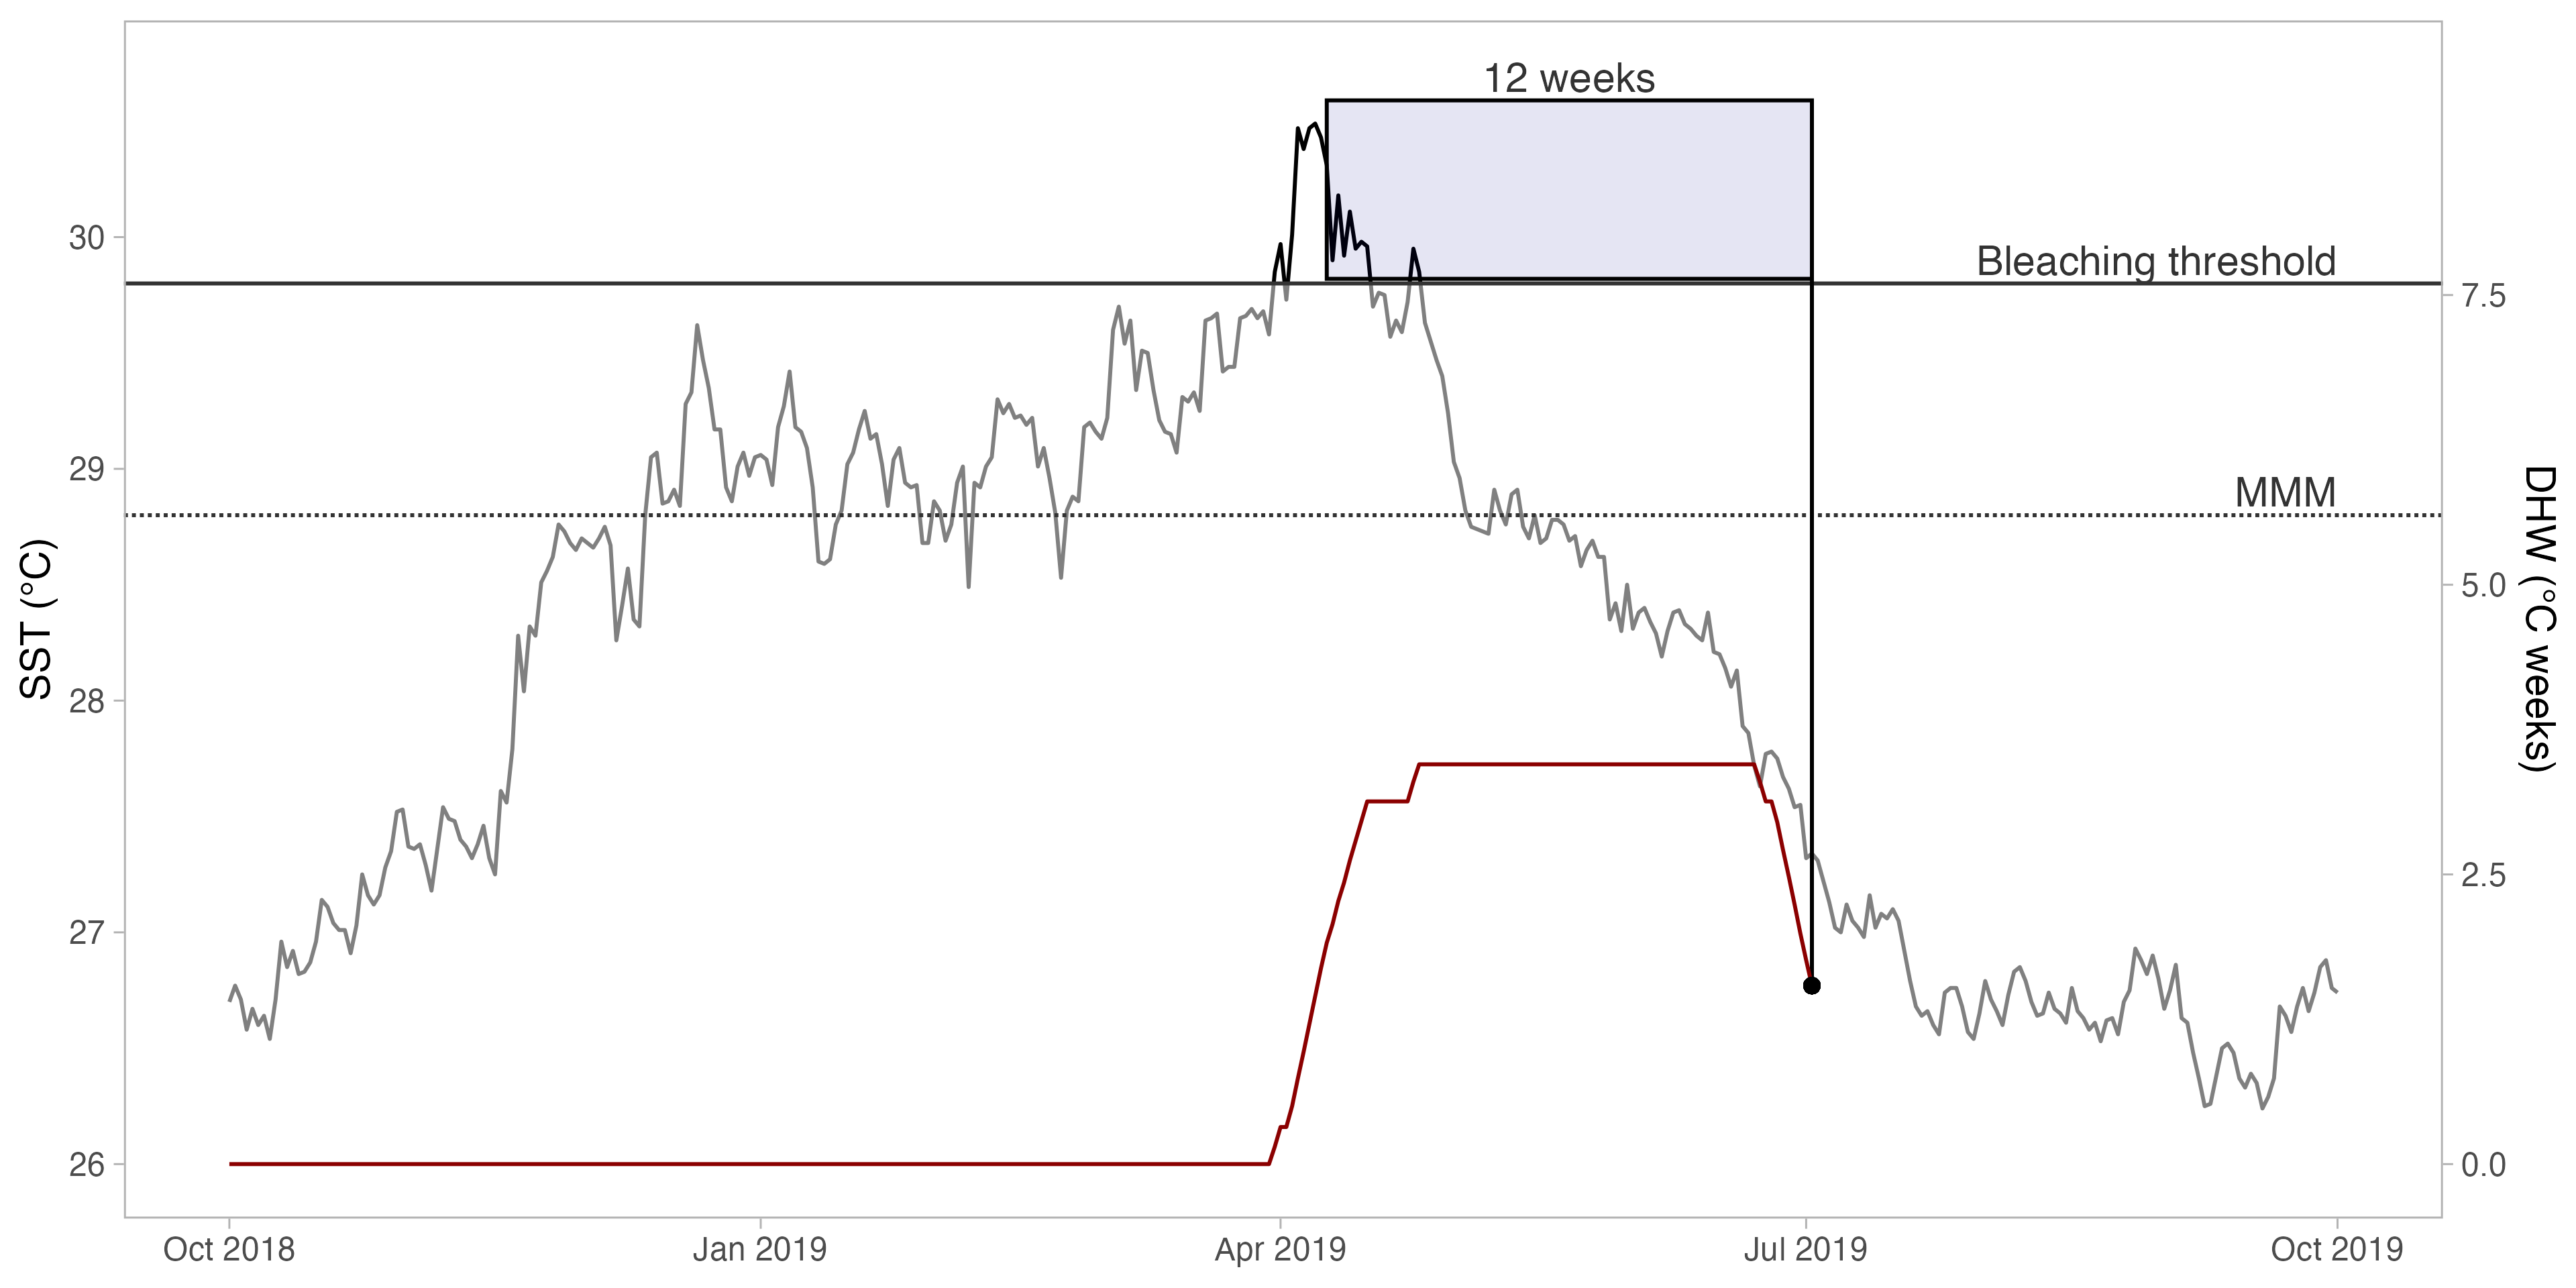 12 weeks
Bleaching threshold
MMM
SST (°C)
30
29
28
27
26
DHW (°C weeks)
7.5
5.0
2.5
0.0
Oct 2018
Jan 2019
Apr 2019
Jul 2019
Oct 2019